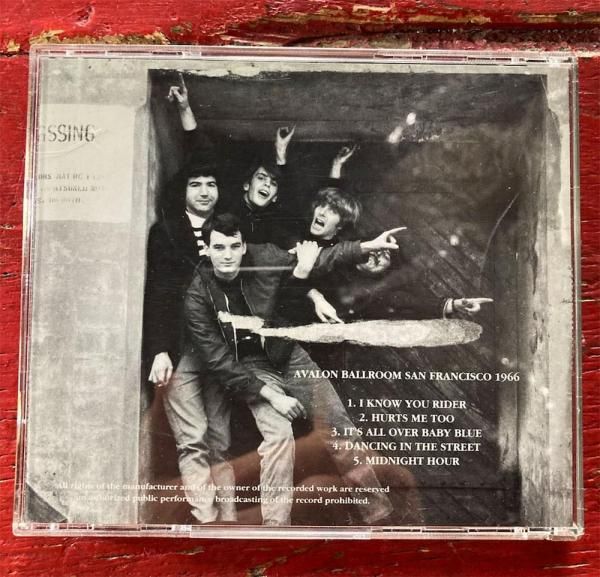 SSING
AVALON BALLROOM SAN FRANCISCO 1966
1. I KNOW YOU RIDER
2. HURTS ME TOO
3. IT'S ALL OVER BABY BLUE
4. DANCING IN THE STREET
5. MIDNIGHT HOUR
All rights of the manufacturer and of the owner of the recorded work are reserved
public performance broadcasting of the record prohibited.